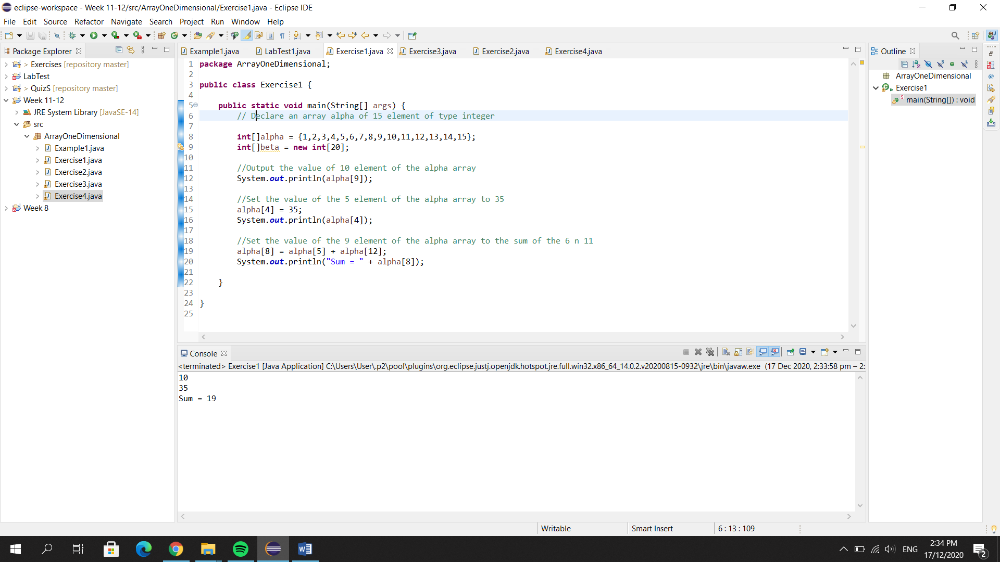 eclipse-workspace - Week 11-12/src/ArrayOneDimensional/Exercise1.java - Eclipse IDE
File Edit Source Refactor Navigate Search Project Run Window Help
Package Explorer
> Exercises [repository master]
LabTest
> QuizS [repository master]
Week 11-12
JRE System Library [JavaSE-14]
src
ArrayOneDimensional
Example1.java
Exercise1.java
Exercise2.java
Exercise3.java
Exercise4.java
Week 8
Example1.java LabTest1.java Exercise1.java Exercise3.java Exercise2.java Exercise4.java
1 package ArrayOneDimensional;
2
3 public class Exercise1 {
4
5 public static void main(String[] args) {
6 // Declare an array alpha of 15 element of type integer
7
8 int[]alpha = {1,2,3,4,5,6,7,8,9,10,11,12,13,14,15};
9 int[]beta = new int[20];
10
11 //Output the value of 10 element of the alpha array
12 System.out.println(alpha[9]);
13
14 //Set the value of the 5 element of the alpha array to 35
15 alpha[4] = 35;
16 System.out.println(alpha[4]);
17
18 //Set the value of the 9 element of the alpha array to the sum of the 6 n 11
19 alpha[8] = alpha[5] + alpha[12];
20 System.out.println("Sum = " + alpha[8]);
21
22 }
23
24 }
25
Outline
ArrayOneDimensional
Exercise1
main(String[]) : void
Console
<terminated> Exercise1 [Java Application] C:\Users\User\.p2\pool\plugins\org.eclipse.justj.openjdk.hotspot.jre.full.win32.x86_64_14.0.2.v20200815-0932\jre\bin\javaw.exe (17 Dec 2020, 2:33:58 pm – 2:
10
35
Sum = 19
Writable Smart Insert 6 : 13 : 109
ENG
2:34 PM
17/12/2020
2